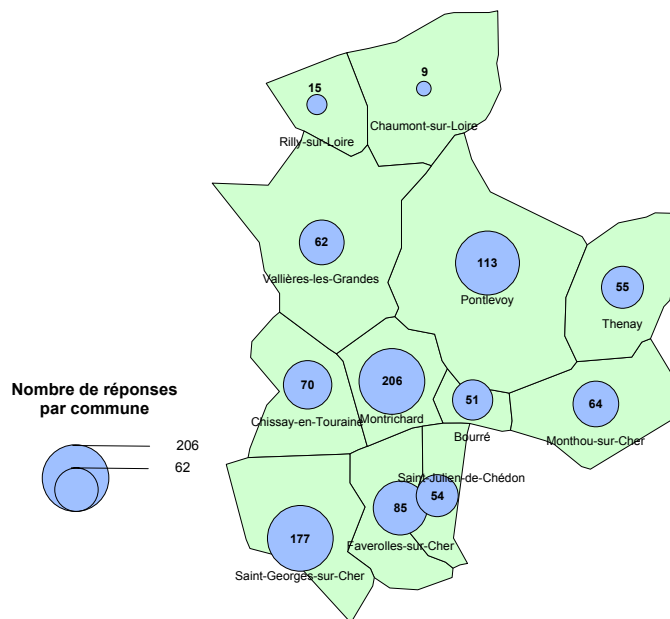 15
Rilly-sur-Loire
9
Chaumont-sur-Loire
62
Vallières-les-Grandes
113
Pontlevoy
55
Thenay
70
Chissay-en-Touraine
206
Montrichard
51
Bourré
64
Monthou-sur-Cher
Saint-Julien-de-Chédon
54
85
Faverolles-sur-Cher
177
Saint-Georges-sur-Cher
Nombre de réponses
par commune
206
62